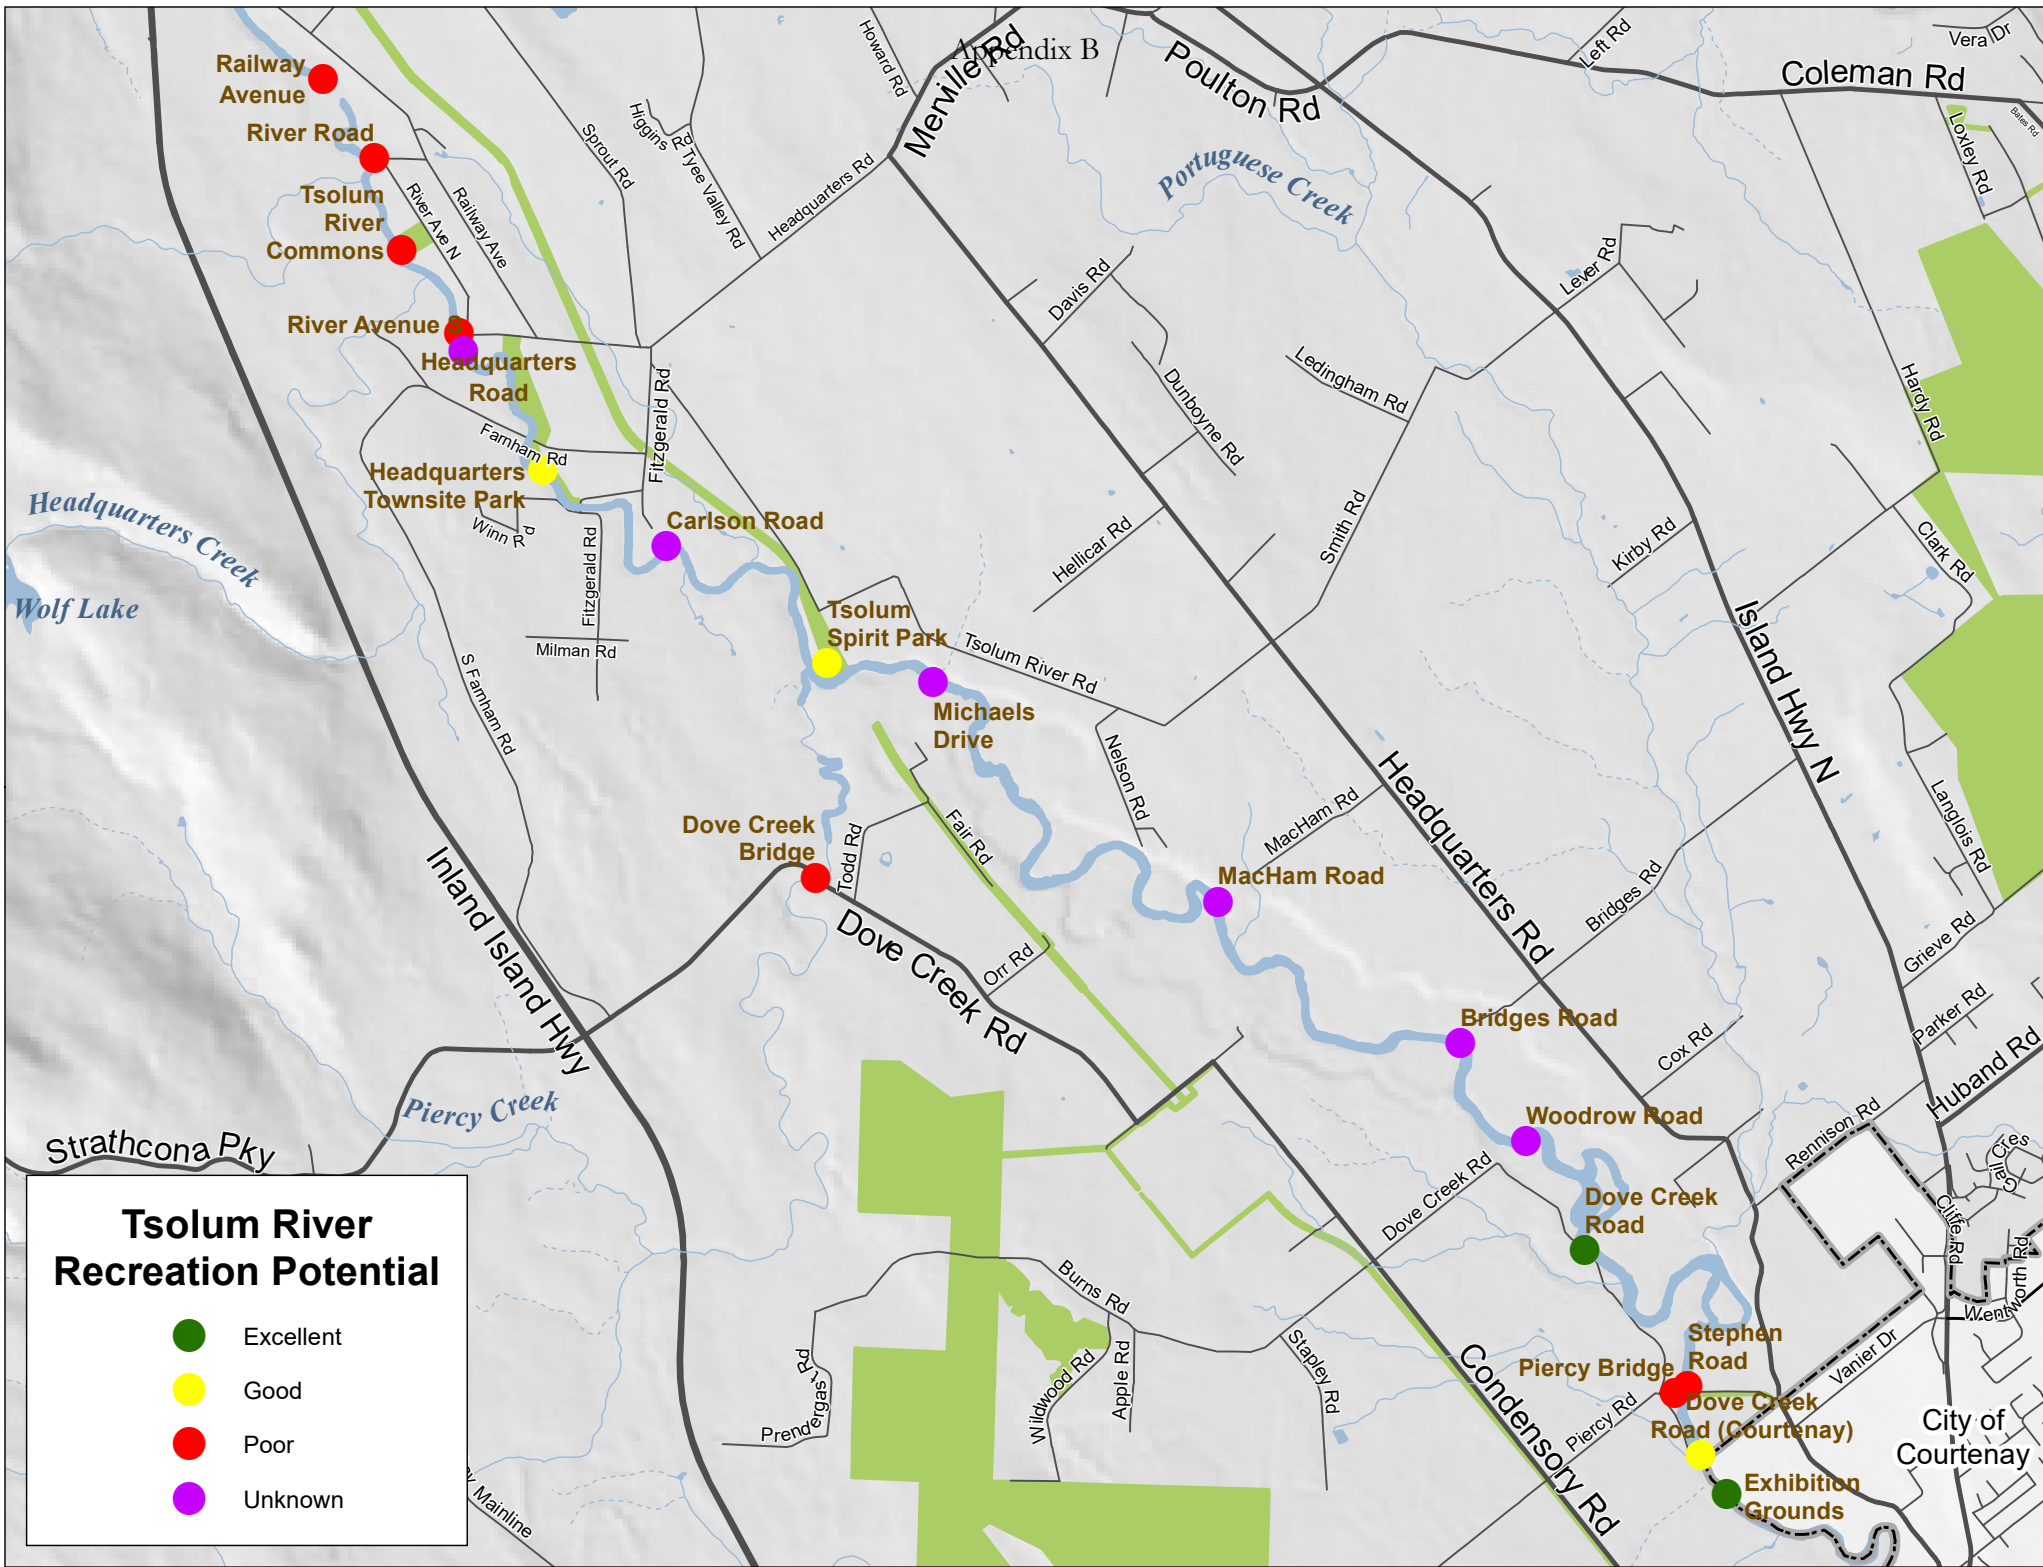 Appendix B
Railway
Avenue
River Road
Tsolum
River
Commons
River Avenue S
Headquarters
Road
Headquarters
Townsite Park
Carlson Road
Tsolum
Spirit Park
Michaels
Drive
Dove Creek
Bridge
MacHam Road
Bridges Road
Woodrow Road
Dove Creek
Road
Stephen
Road
Piercy Bridge
Dove Creek
Road (Courtenay)
Exhibition
Grounds
Howard Rd
Merville Rd
Poulton Rd
Left Rd
Vera Dr
Coleman Rd
Bates Rd
Loxley Rd
Higgins Rd
Tyee Valley Rd
Sprout Rd
Headquarters Rd
River Ave N
Railway Ave
Portuguese Creek
Davis Rd
Lever Rd
Dunboyne Rd
Ledingham Rd
Hardy Rd
Fitzgerald Rd
Farnham Rd
Winn Rd
Fitzgerald Rd
Milman Rd
S Farnham Rd
Headquarters Creek
Wolf Lake
Hellicar Rd
Smith Rd
Kirby Rd
Clark Rd
Island Hwy N
Tsolum River Rd
Nelson Rd
MacHam Rd
Headquarters Rd
Langlois Rd
Todd Rd
Fair Rd
Bridges Rd
Grieve Rd
Inland Island Hwy
Dove Creek Rd
Orr Rd
Parker Rd
Cox Rd
Huband Rd
Piercy Creek
Strathcona Pky
Rennison Rd
Gail Cres
Dove Creek Rd
Cliffe Rd
Wentworth Rd
Burns Rd
Wildwood Rd
Apple Rd
Stapley Rd
Prendergast Rd
Condensory Rd
Piercy Rd
Vanier Dr
City of
Courtenay
Mainline
Tsolum River
Recreation Potential
Excellent
Good
Poor
Unknown